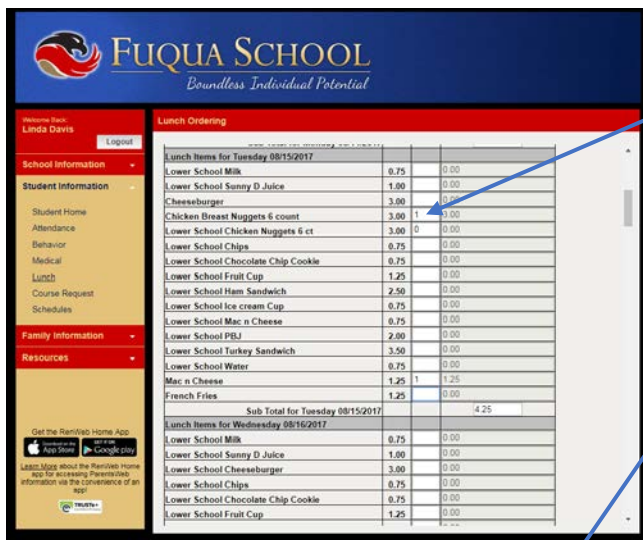 FUQUA SCHOOL
Boundless Individual Potential
Welcome Back:
Linda Davis
Logout
School Information
Student Information
Student Home
Attendance
Behavior
Medical
Lunch
Course Request
Schedules
Family Information
Resources
Get the RenWeb Home App
Download on the App Store
GET IT ON Google play
Learn More about the RenWeb Home
app for accessing ParentsWeb
information via the convenience of an
app!
TRUSTe
Lunch Ordering
Lunch Items for Tuesday 08/15/2017
Lower School Milk 0.75 0.00
Lower School Sunny D Juice 1.00 0.00
Cheeseburger 3.00 0.00
Chicken Breast Nuggets 6 count 3.00 1 3.00
Lower School Chicken Nuggets 6 ct 3.00 0 0.00
Lower School Chips 0.75 0.00
Lower School Chocolate Chip Cookie 0.75 0.00
Lower School Fruit Cup 1.25 0.00
Lower School Ham Sandwich 2.50 0.00
Lower School Ice cream Cup 0.75 0.00
Lower School Mac n Cheese 0.75 0.00
Lower School PBJ 2.00 0.00
Lower School Turkey Sandwich 3.50 0.00
Lower School Water 0.75 0.00
Mac n Cheese 1.25 1 1.25
French Fries 1.25 0.00
Sub Total for Tuesday 08/15/2017 4.25
Lunch Items for Wednesday 08/16/2017
Lower School Milk 0.75 0.00
Lower School Sunny D Juice 1.00 0.00
Lower School Cheeseburger 3.00 0.00
Lower School Chips 0.75 0.00
Lower School Chocolate Chip Cookie 0.75 0.00
Lower School Fruit Cup 1.25 0.00